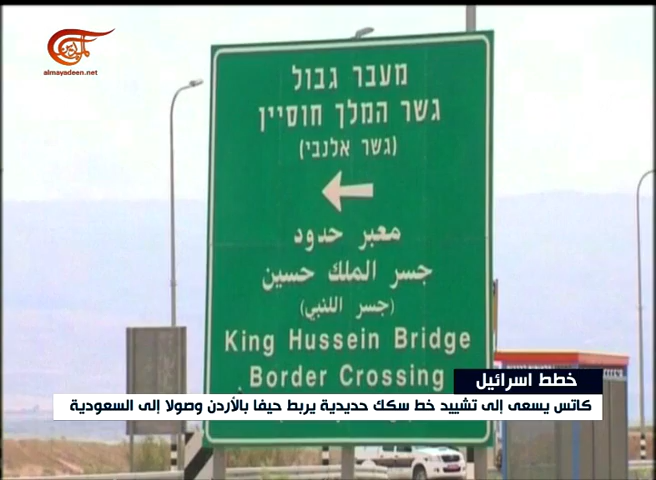 الميادين
almayadeen.net
מעבר גבול
גשר המלך חוסיין
(גשר אלנבי)
معبر حدود
جسر الملك حسين
(جسر اللنبي)
King Hussein Bridge
Border Crossing
خطط اسرائيل
كاتس يسعى إلى تشييد خط سكك حديدية يربط حيفا بالأردن وصولا إلى السعودية